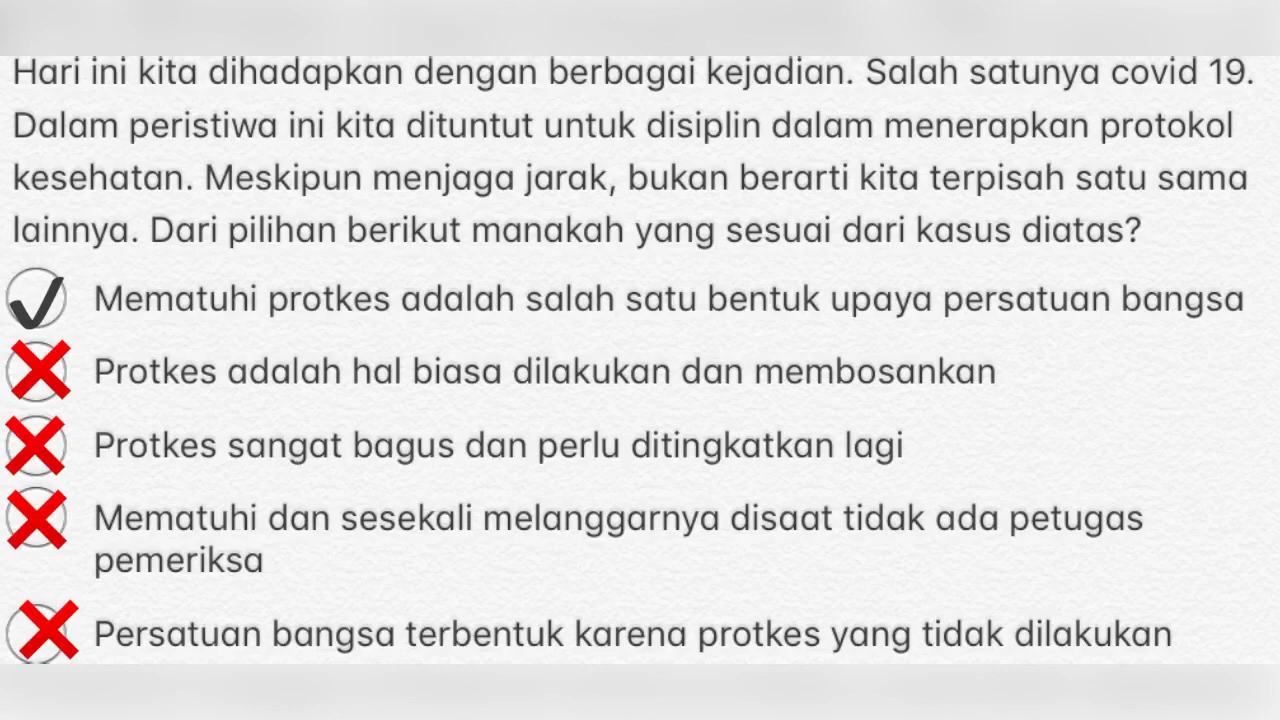 Hari ini kita dihadapkan dengan berbagai kejadian. Salah satunya covid 19.
Dalam peristiwa ini kita dituntut untuk disiplin dalam menerapkan protokol
kesehatan. Meskipun menjaga jarak, bukan berarti kita terpisah satu sama
lainnya. Dari pilihan berikut manakah yang sesuai dari kasus diatas?
Mematuhi protkes adalah salah satu bentuk upaya persatuan bangsa
Protkes adalah hal biasa dilakukan dan membosankan
Protkes sangat bagus dan perlu ditingkatkan lagi
Mematuhi dan sesekali melanggarnya disaat tidak ada petugas
pemeriksa
Persatuan bangsa terbentuk karena protkes yang tidak dilakukan